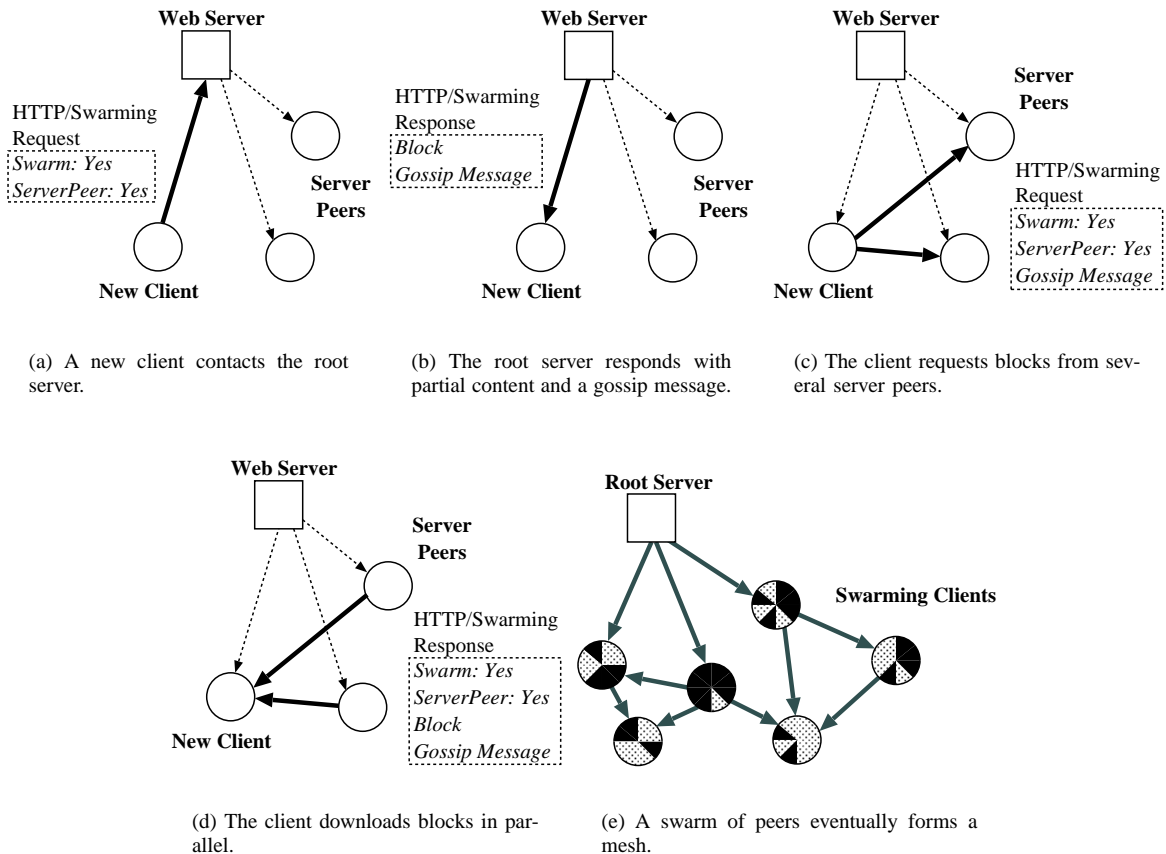 Web Server
HTTP/Swarming
Request
Swarm: Yes
ServerPeer: Yes
Server
Peers
New Client
(a) A new client contacts the root
server.
Web Server
HTTP/Swarming
Response
Block
Gossip Message
Server
Peers
New Client
(b) The root server responds with
partial content and a gossip message.
Web Server
Server
Peers
HTTP/Swarming
Request
Swarm: Yes
ServerPeer: Yes
Gossip Message
New Client
(c) The client requests blocks from sev-
eral server peers.
Web Server
Server
Peers
HTTP/Swarming
Response
Swarm: Yes
ServerPeer: Yes
Block
Gossip Message
New Client
(d) The client downloads blocks in par-
allel.
Root Server
Swarming Clients
(e) A swarm of peers eventually forms a
mesh.